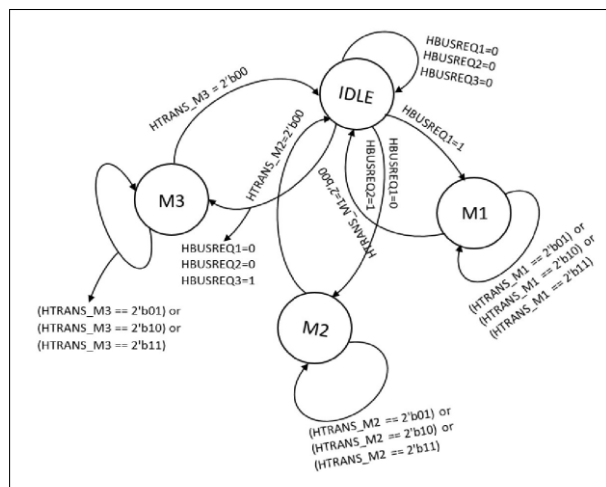 HBUSREQ1=0
HBUSREQ2=0
HBUSREQ3=0
IDLE
HTRANS_M3 = 2'b00
HTRANS_M2=2'b00
HBUSREQ1=1
HBUSREQ1=0
HBUSREQ2=1
HTRANS_M1=2'b00
M3
M1
HBUSREQ1=0
HBUSREQ2=0
HBUSREQ3=1
(HTRANS_M1 == 2'b01) or
(HTRANS_M1 == 2'b10) or
(HTRANS_M1 == 2'b11)
(HTRANS_M3 == 2'b01) or
(HTRANS_M3 == 2'b10) or
(HTRANS_M3 == 2'b11)
M2
(HTRANS_M2 == 2'b01) or
(HTRANS_M2 == 2'b10) or
(HTRANS_M2 == 2'b11)